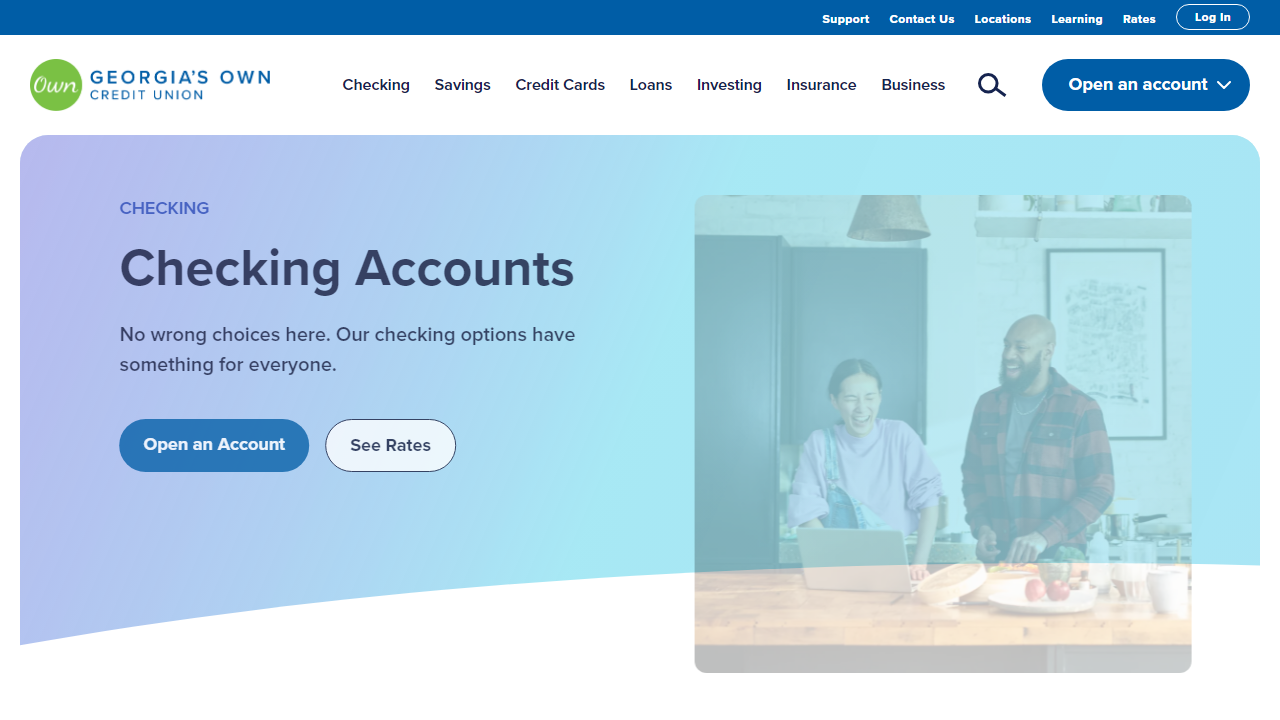 Support Contact Us Locations Learning Rates Log In
Own GEORGIA'S OWN
CREDIT UNION
Checking Savings Credit Cards Loans Investing Insurance Business Open an account
CHECKING
Checking Accounts
No wrong choices here. Our checking options have
something for everyone.
Open an Account See Rates